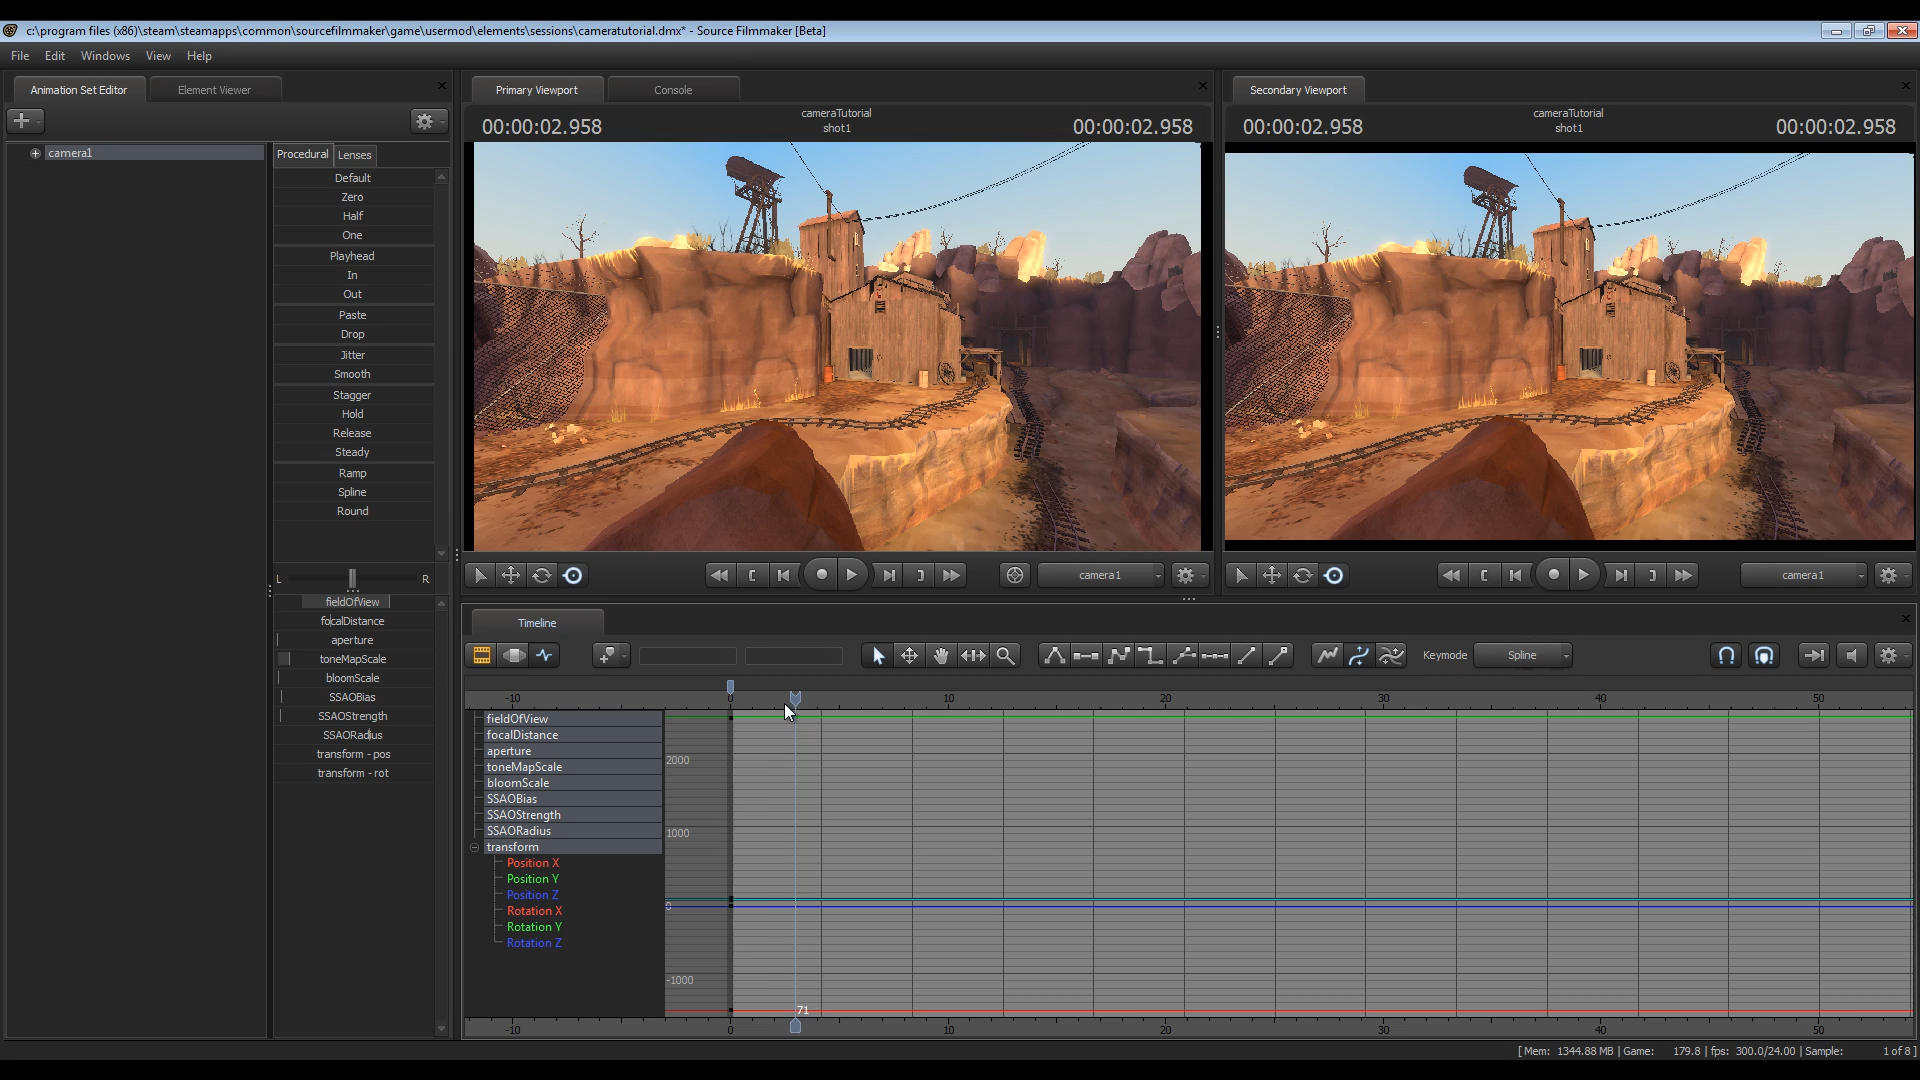 c:\program files (x86)\steam\steamapps\common\sourcefilmmaker\game\usermod\elements\sessions\cameratutorial.dmx* - Source Filmmaker [Beta]
File Edit Windows View Help
Animation Set Editor Element Viewer
camera1
Procedural Lenses
Default
Zero
Half
One
Playhead
In
Out
Paste
Drop
Jitter
Smooth
Stagger
Hold
Release
Steady
Ramp
Spline
Round
L R
fieldOfView
focalDistance
aperture
toneMapScale
bloomScale
SSAOBias
SSAOStrength
SSAORadius
transform - pos
transform - rot
Primary Viewport Console
00:00:02.958
cameraTutorial
shot1
00:00:02.958
camera1
Secondary Viewport
00:00:02.958
cameraTutorial
shot1
00:00:02.958
camera1
Timeline
Keymode Spline
-10 0 10 20 30 40 50
fieldOfView
focalDistance
aperture
toneMapScale
bloomScale
SSAOBias
SSAOStrength
SSAORadius
transform
Position X
Position Y
Position Z
Rotation X
Rotation Y
Rotation Z
2000
1000
0
-1000
71
-10 0 10 20 30 40 50
[ Mem: 1344.88 MB | Game: 179.8 | fps: 300.0/24.00 | Sample: 1 of 8 ]